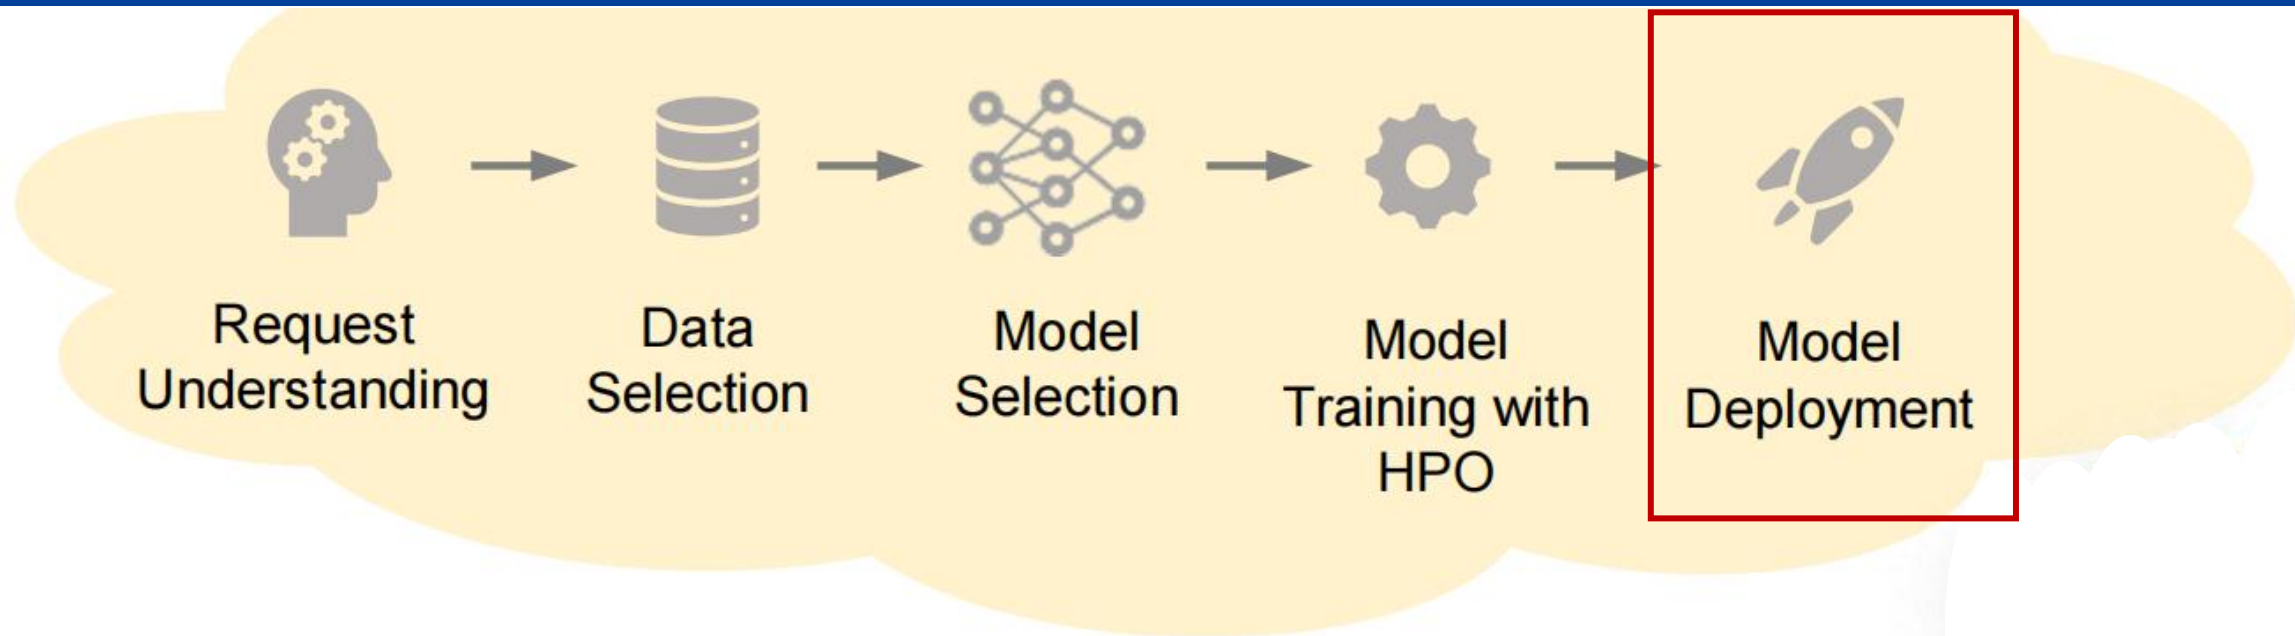 Request
Understanding
Data
Selection
Model
Selection
Model
Training with
HPO
Model
Deployment